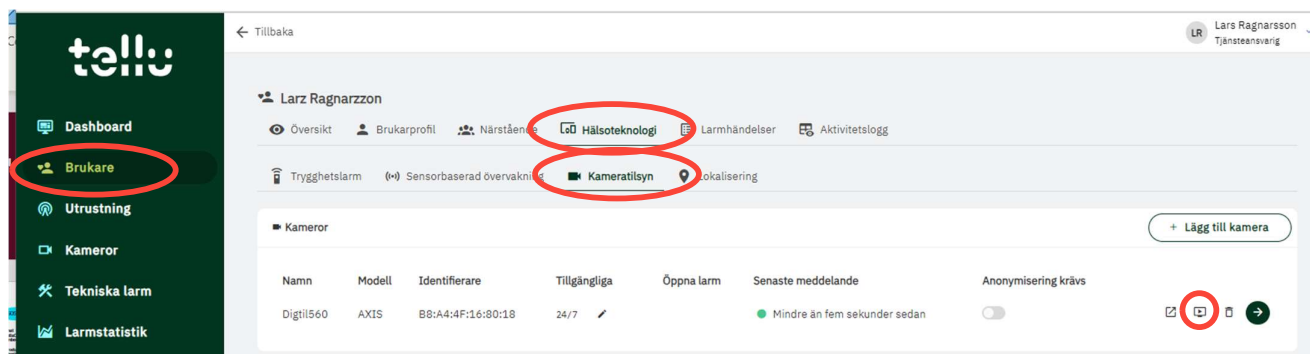 tellu
Dashboard
Brukare
Utrustning
Kameror
Tekniska larm
Larmstatistik
Tillbaka
LR
Lars Ragnarsson
Tjänsteansvarig
Larz Ragnarzzon
Översikt Brukarprofil Närstående Hälsoteknologi Larmhändelser Aktivitetslogg
Trygghetslarm Sensorbaserad övervakning Kameratilsyn Lokalisering
Kameror + Lägg till kamera
Namn Modell Identifierare Tillgängliga Öppna larm Senaste meddelande Anonymisering krävs
Digtil560 AXIS B8:A4:4F:16:80:18 24/7 Mindre än fem sekunder sedan